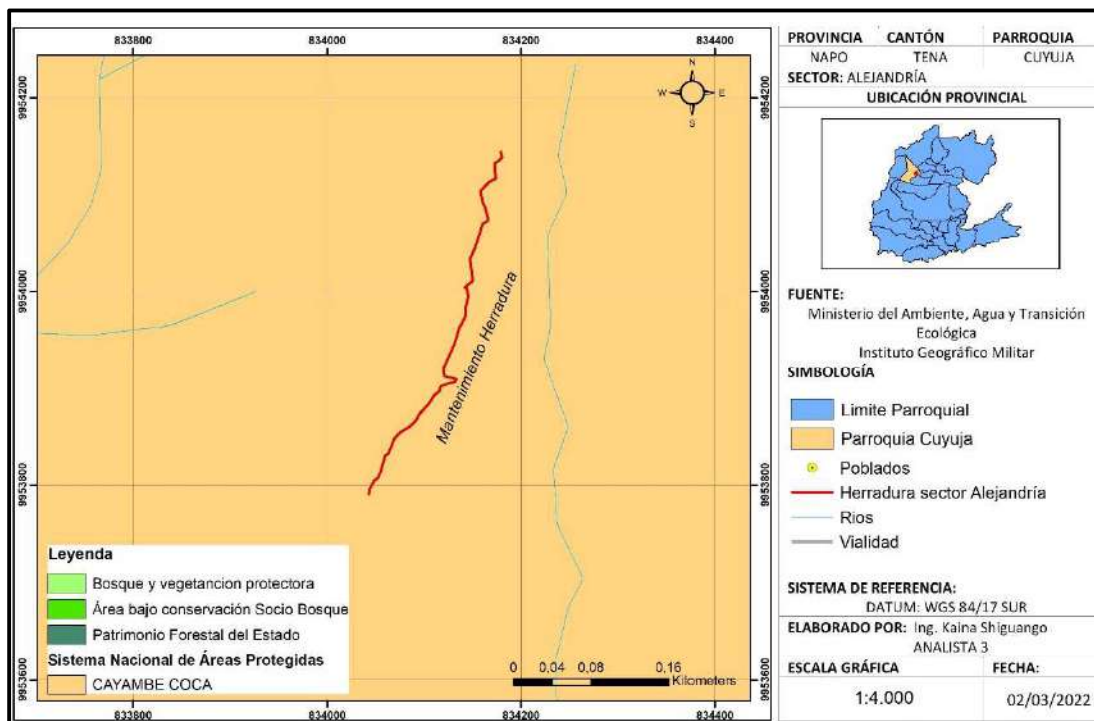 833800 834000 834200 834400
9954200
9954000
9953800
9953600
N
W E
S
Mantenimiento Herradura
Leyenda
Bosque y vegetancion protectora
Área bajo conservación Socio Bosque
Patrimonio Forestal del Estado
Sistema Nacional de Áreas Protegidas
CAYAMBE COCA
0 0,04 0,08 0,16
Kilometers
9954200
9954000
9953800
9953600
833800 834000 834200 834400
PROVINCIA CANTÓN PARROQUIA
NAPO TENA CUYUJA
SECTOR: ALEJANDRÍA
UBICACIÓN PROVINCIAL
FUENTE:
Ministerio del Ambiente, Agua y Transición
Ecológica
Instituto Geográfico Militar
SIMBOLOGÍA
Limite Parroquial
Parroquia Cuyuja
Poblados
Herradura sector Alejandría
Rios
Vialidad
SISTEMA DE REFERENCIA:
DATUM: WGS 84/17 SUR
ELABORADO POR: Ing. Kaina Shiguango
ANALISTA 3
ESCALA GRÁFICA FECHA:
1:4.000 02/03/2022